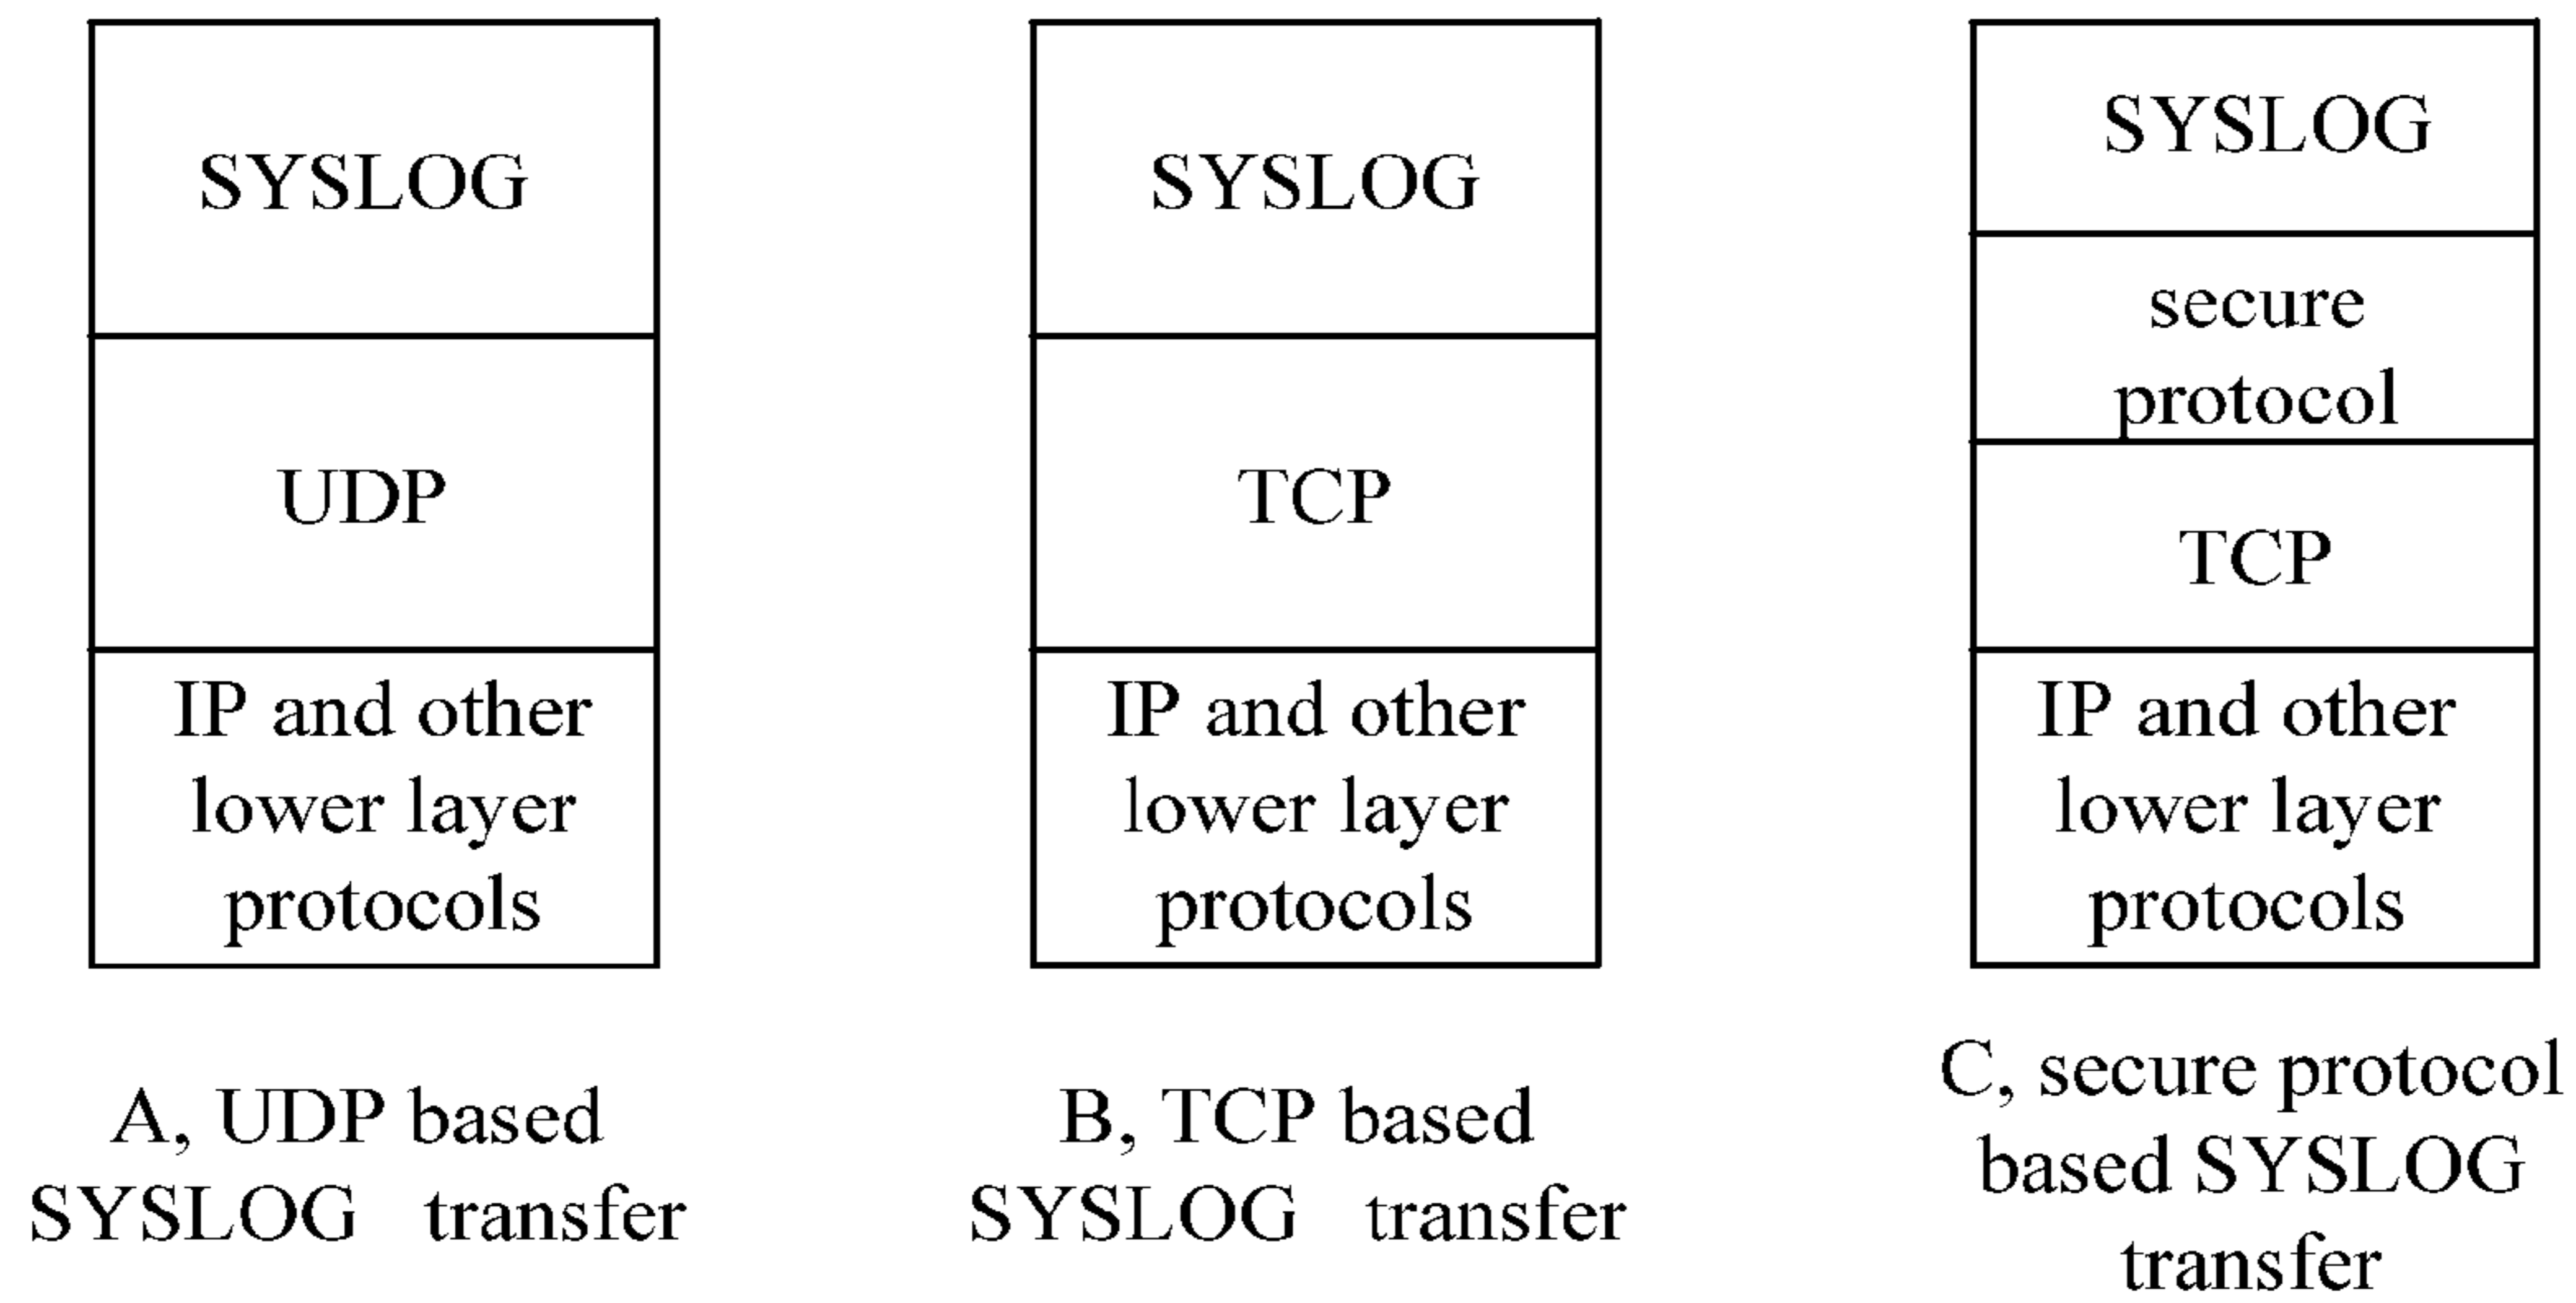 SYSLOG
UDP
IP and other
lower layer
protocols
A, UDP based
SYSLOG transfer
SYSLOG
TCP
IP and other
lower layer
protocols
B, TCP based
SYSLOG transfer
SYSLOG
secure
protocol
TCP
IP and other
lower layer
protocols
C, secure protocol
based SYSLOG
transfer